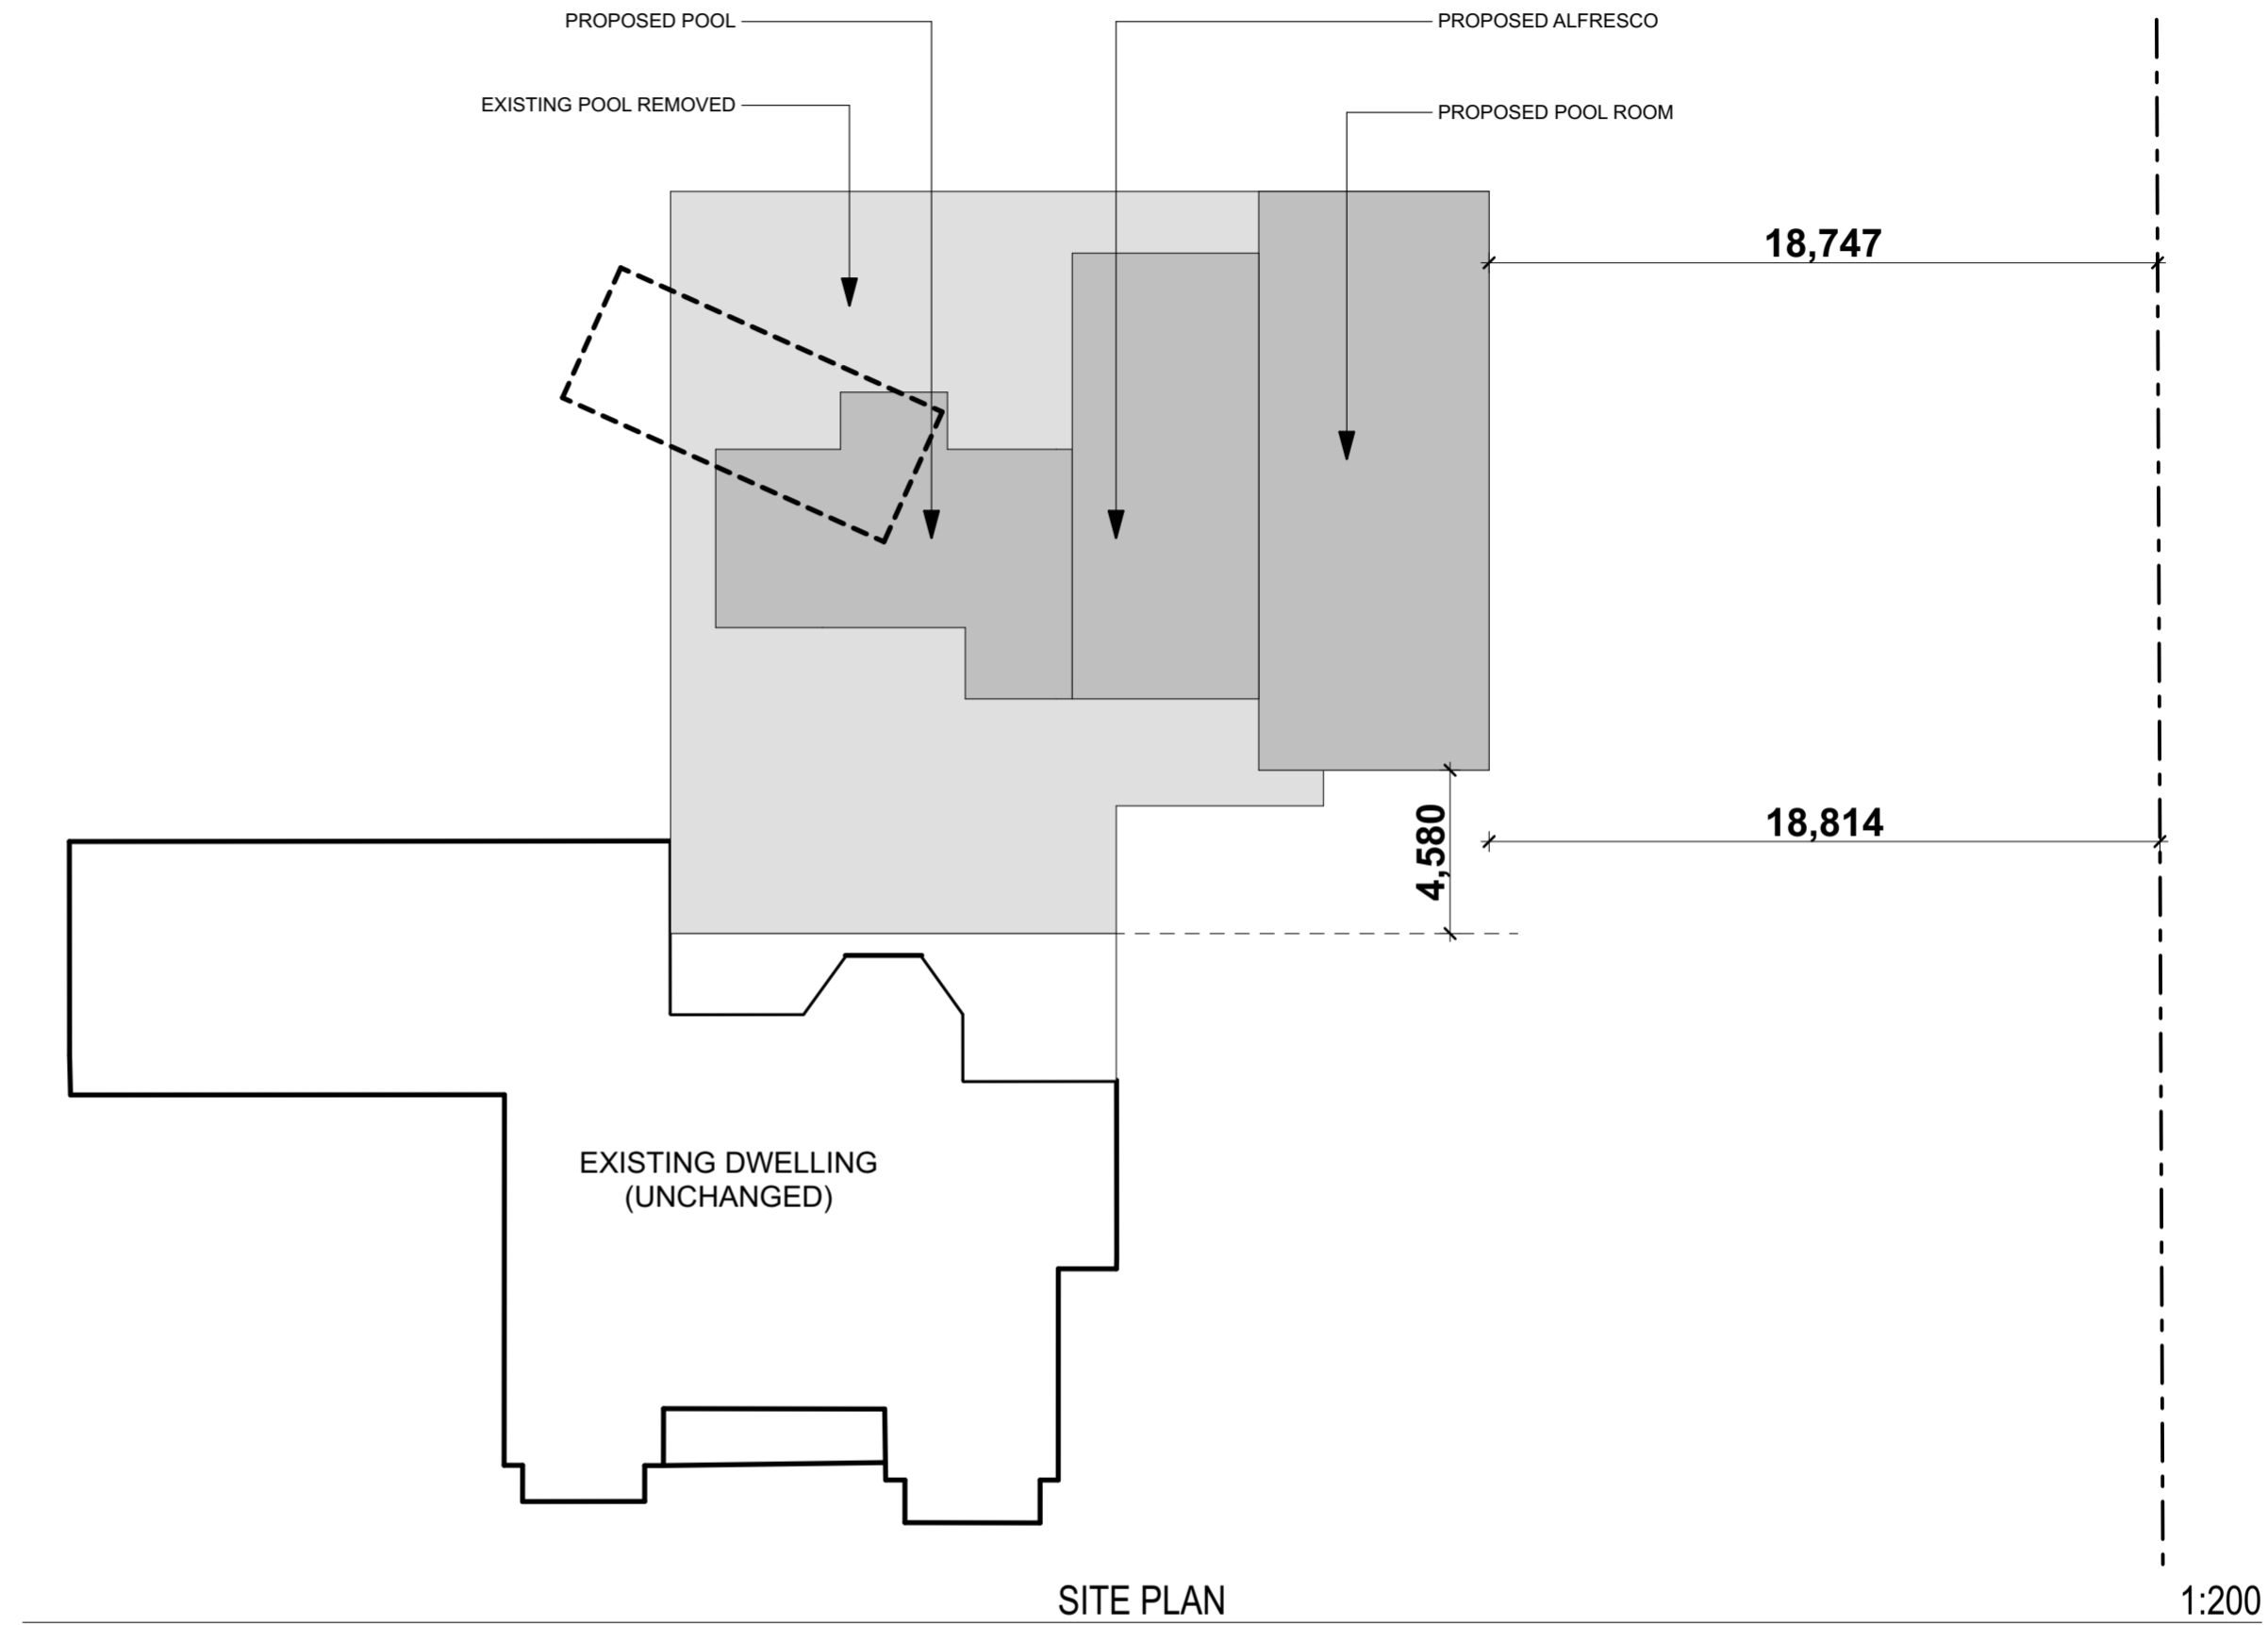 PROPOSED POOL
PROPOSED ALFRESCO
EXISTING POOL REMOVED
PROPOSED POOL ROOM
18,747
4,580
18,814
EXISTING DWELLING
(UNCHANGED)
SITE PLAN
1:200